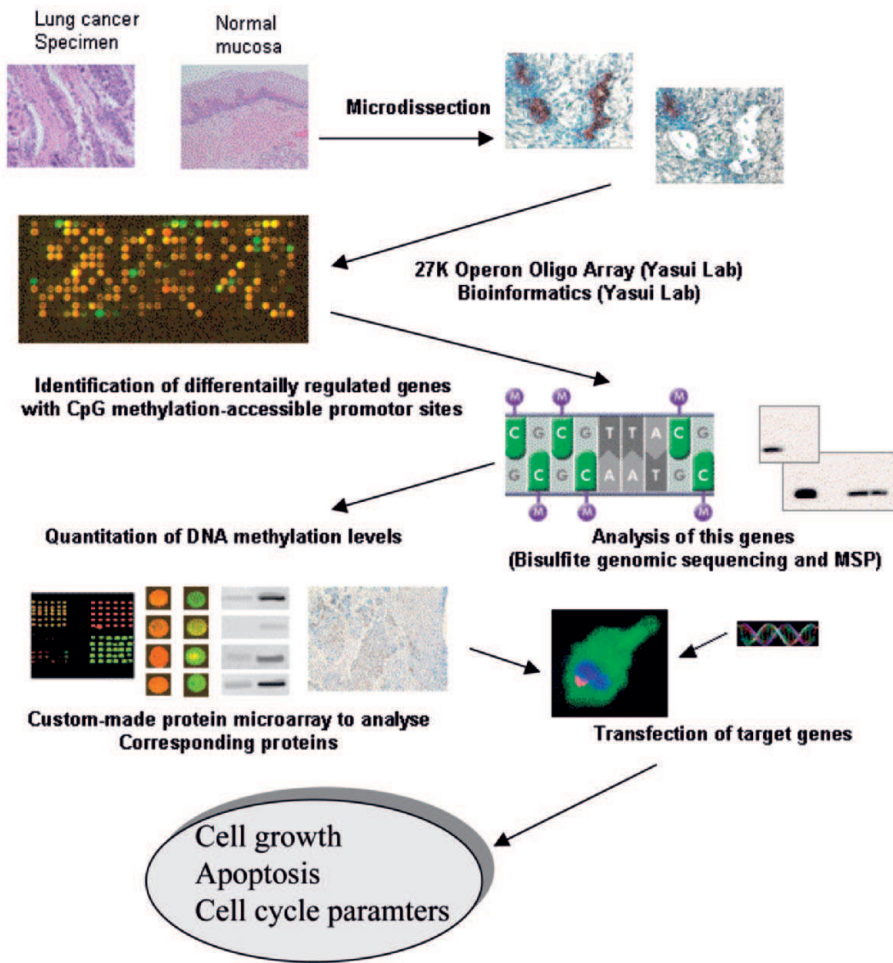 Lung cancer
Specimen
Normal
mucosa
Microdissection
27K Operon Oligo Array (Yasui Lab)
Bioinformatics (Yasui Lab)
Identification of differentailly regulated genes
with CpG methylation-accessible promotor sites
M M M
C G C G T T A C G
G C G C A A T G C
M M M
Quantitation of DNA methylation levels
Analysis of this genes
(Bisulfite genomic sequencing and MSP)
Custom-made protein microarray to analyse
Corresponding proteins
Transfection of target genes
Cell growth
Apoptosis
Cell cycle paramters